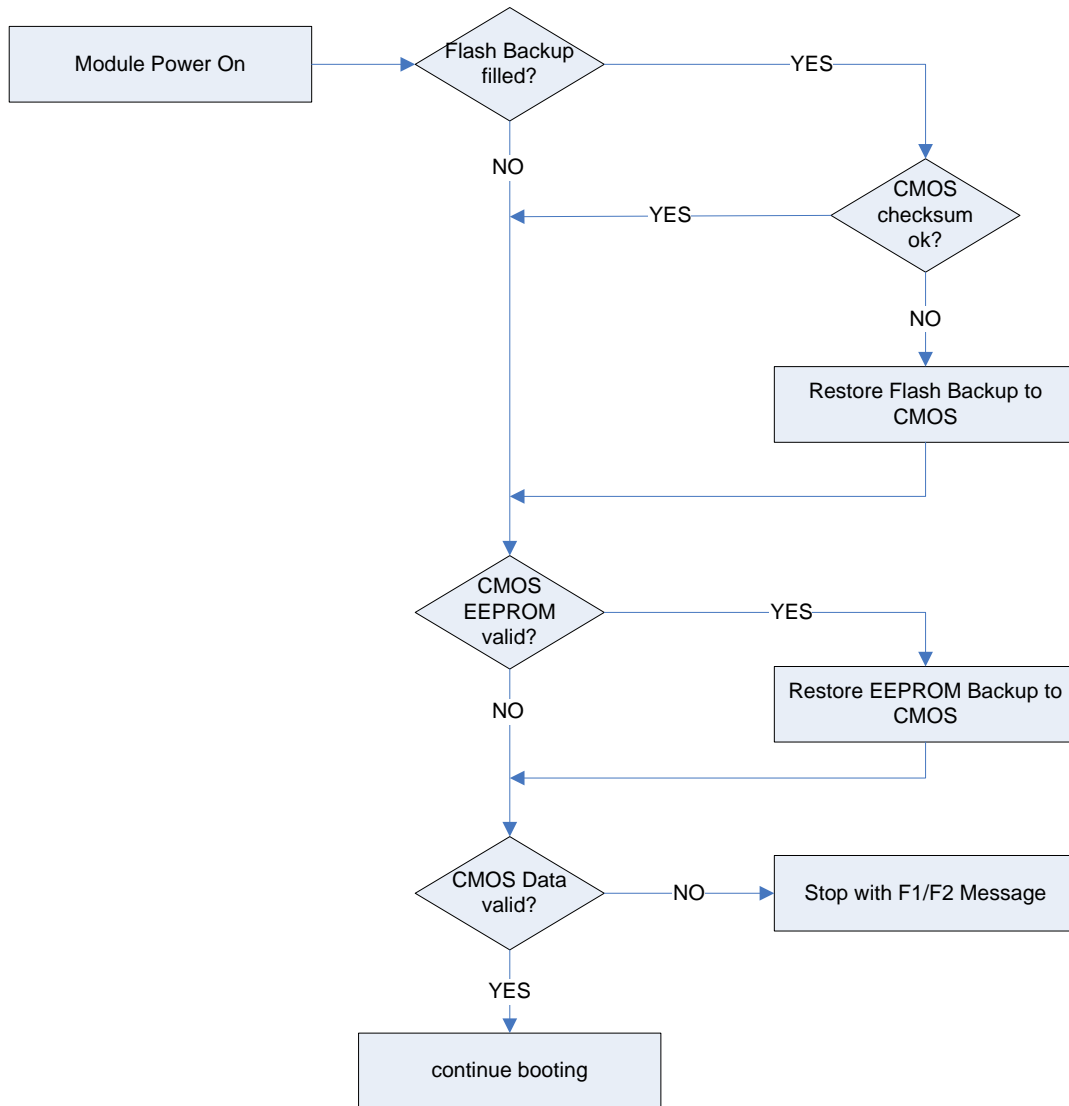 Module Power On
Flash Backup
filled?
YES
NO
CMOS
checksum
ok?
YES
NO
Restore Flash Backup to
CMOS
CMOS
EEPROM
valid?
YES
NO
Restore EEPROM Backup to
CMOS
CMOS Data
valid?
NO
Stop with F1/F2 Message
YES
continue booting